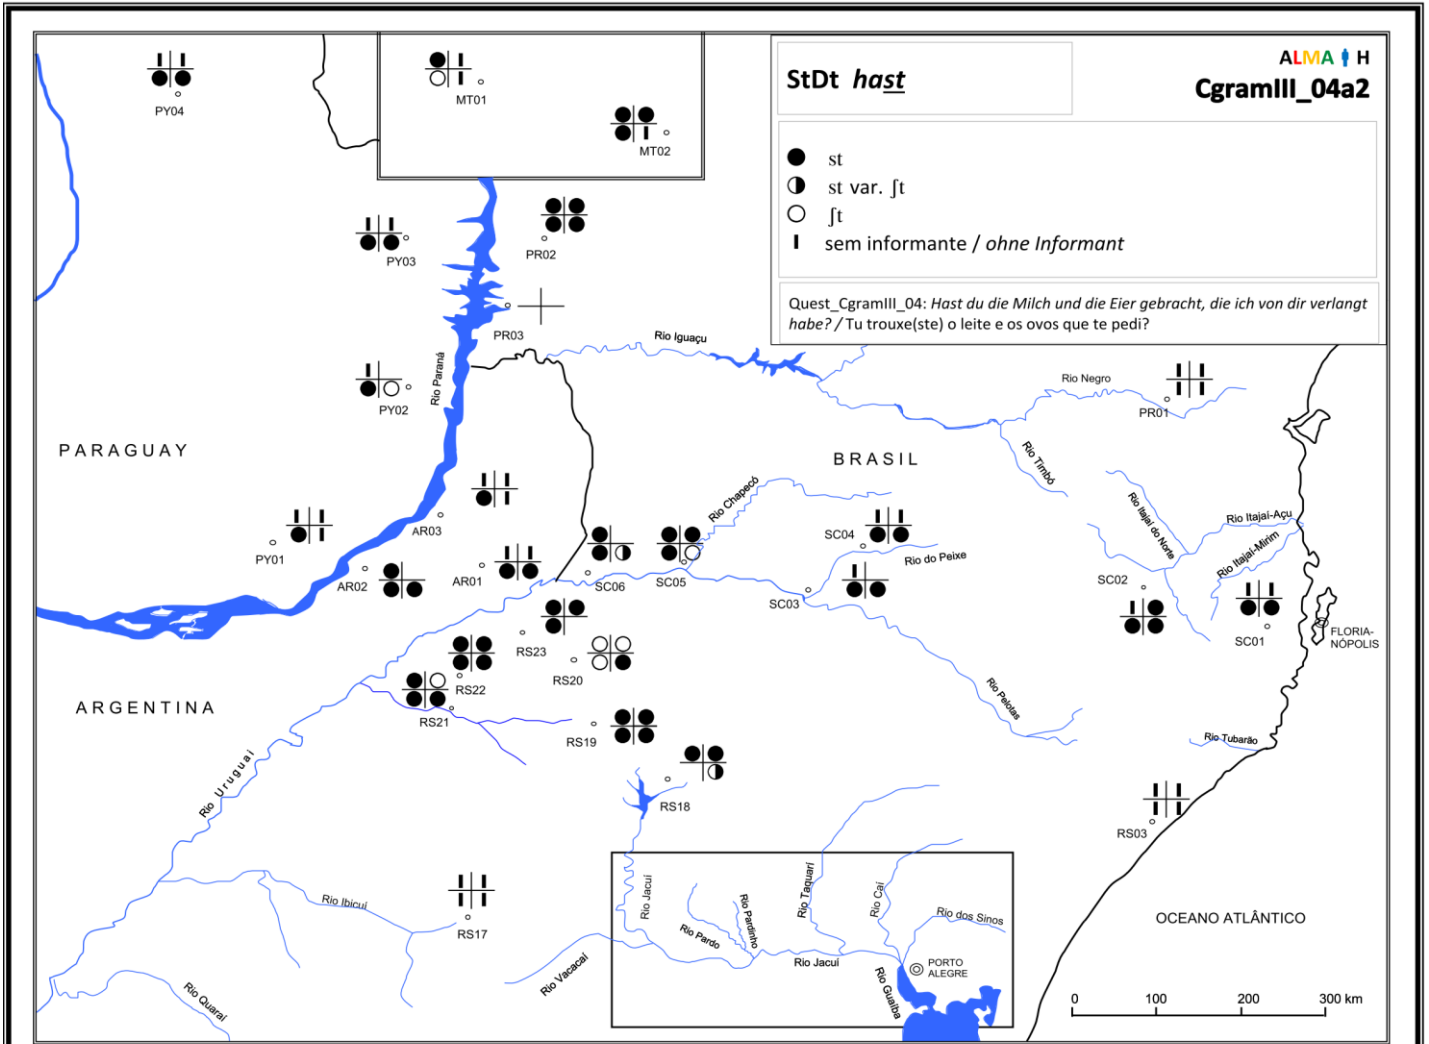 StDt hast
ALMA H
CgramIII_04a2
st
st var. ʃt
ʃt
sem informante / ohne Informant
Quest_CgramIII_04: Hast du die Milch und die Eier gebracht, die ich von dir verlangt
habe? / Tu trouxe(ste) o leite e os ovos que te pedi?
PY04
MT01
MT02
PY03
PR02
PR03
Rio Iguaçu
Rio Paraná
PY02
Rio Negro
PR01
PARAGUAY
BRASIL
Rio Timbó
Rio Chapecó
Rio Itajaí do Norte
Rio Itajaí-Açu
Rio Itajaí-Mirim
AR03
PY01
SC04
Rio do Peixe
AR02
AR01
SC06
SC05
SC03
SC02
SC01
FLORIA-
NÓPOLIS
RS23
RS22
RS20
RS21
ARGENTINA
Rio Pelotas
RS19
Rio Tubarão
Rio Uruguai
RS18
RS03
Rio Ibicuí
RS17
Rio Jacuí
Rio Pardo
Rio Pardinho
Rio Taquarí
Rio Caí
Rio dos Sinos
OCEANO ATLÂNTICO
Rio Vacacaí
Rio Jacuí
PORTO
ALEGRE
Rio Guaíba
Rio Quaraí
0 100 200 300 km